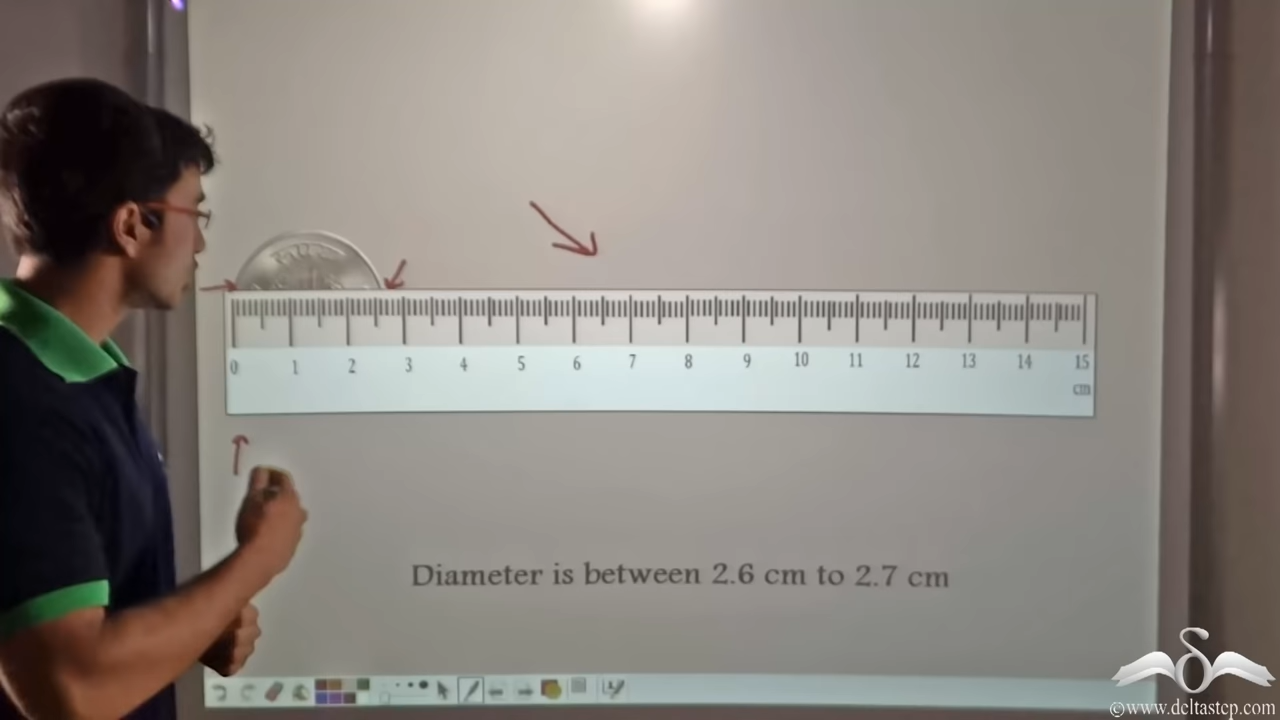 0 1 2 3 4 5 6 7 8 9 10 11 12 13 14 15
cm
Diameter is between 2.6 cm to 2.7 cm
©www.deltastep.com